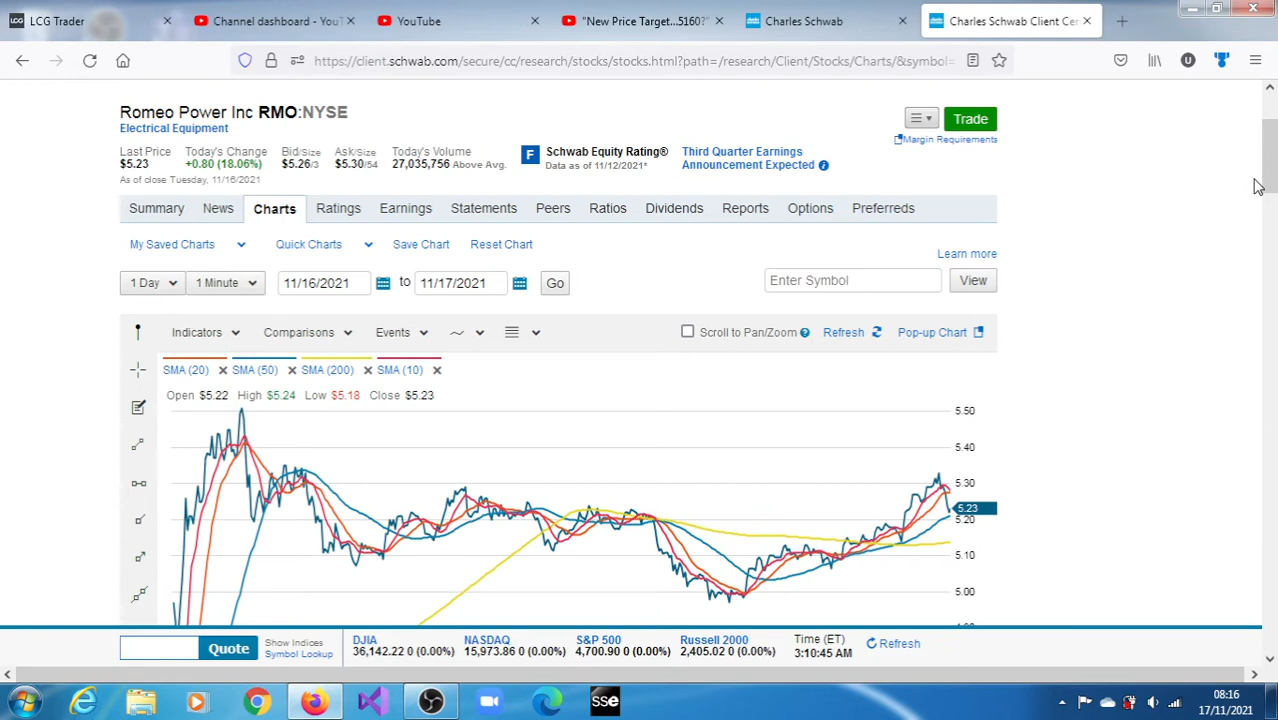 LCG Trader
Channel dashboard - YouT
YouTube
"New Price Target...5160?"
Charles Schwab
Charles Schwab Client Cer
https://client.schwab.com/secure/cc/research/stocks/stocks.html?path=/research/Client/Stocks/Charts/&symbol=
Romeo Power Inc RMO:NYSE
Electrical Equipment
Trade
Margin Requirements
Last Price Today's Change Bid/Size Ask/Size Today's Volume
$5.23 +0.80 (18.06%) $5.26/3 $5.30/54 27,035,756 Above Avg.
As of close Tuesday, 11/16/2021
F Schwab Equity Rating®
Data as of 11/12/2021*
Third Quarter Earnings
Announcement Expected
Summary News Charts Ratings Earnings Statements Peers Ratios Dividends Reports Options Preferreds
My Saved Charts Quick Charts Save Chart Reset Chart
Learn more
1 Day 1 Minute 11/16/2021 to 11/17/2021 Go Enter Symbol View
Indicators Comparisons Events Scroll to Pan/Zoom Refresh Pop-up Chart
SMA (20) SMA (50) SMA (200) SMA (10)
Open $5.22 High $5.24 Low $5.18 Close $5.23
5.50
5.40
5.30
5.23
5.20
5.10
5.00
Quote
Show Indices
Symbol Lookup
DJIA
36,142.22 0 (0.00%)
NASDAQ
15,973.86 0 (0.00%)
S&P 500
4,700.90 0 (0.00%)
Russell 2000
2,405.02 0 (0.00%)
Time (ET)
3:10:45 AM
Refresh
SSe
08:16
17/11/2021